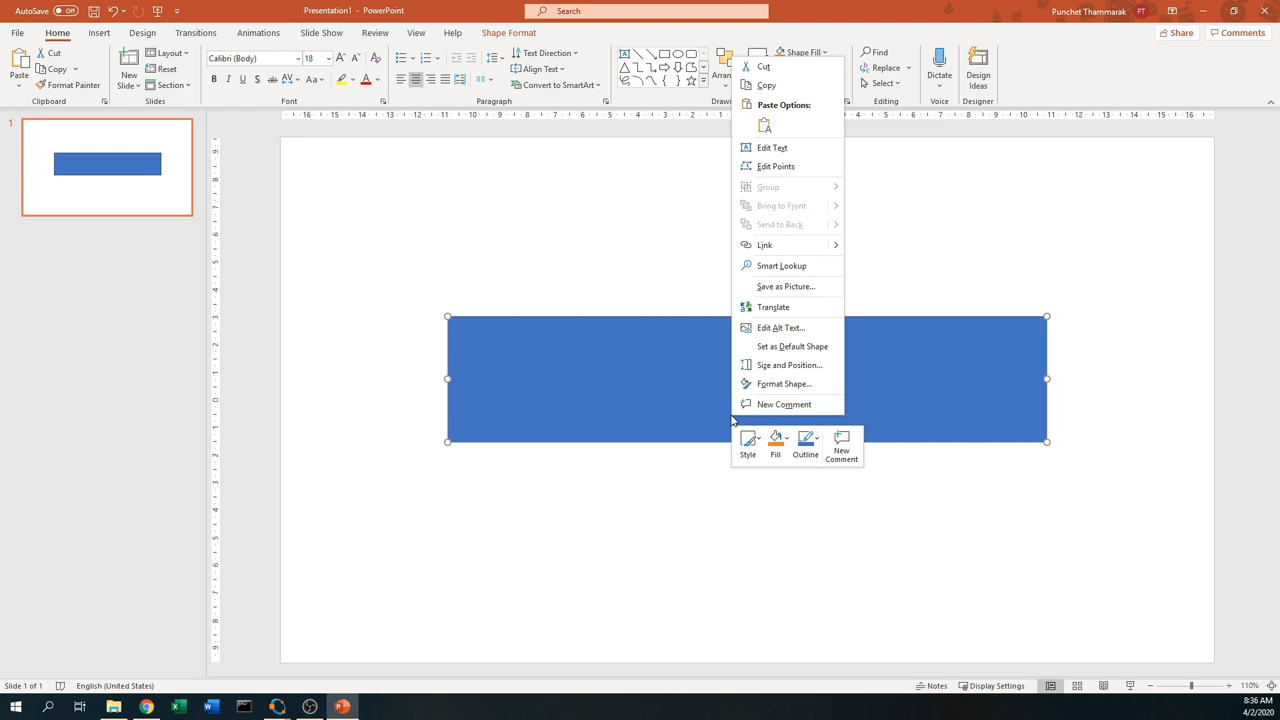 AutoSave Off
Presentation1 - PowerPoint
Search
Punchet Thammarak PT
File Home Insert Design Transitions Animations Slide Show Review View Help Shape Format
Share Comments
Paste
Cut
Copy
Format Painter
Clipboard
New Slide
Layout
Reset
Section
Slides
Calibri (Body) 18
Font
Text Direction
Align Text
Convert to SmartArt
Paragraph
Shape Fill
Find
Replace
Select
Editing
Dictate
Voice
Design Ideas
Designer
Cut
Copy
Paste Options:
Edit Text
Edit Points
Group
Bring to Front
Send to Back
Link
Smart Lookup
Save as Picture...
Translate
Edit Alt Text...
Set as Default Shape
Size and Position...
Format Shape...
New Comment
Style Fill Outline New Comment
1
Slide 1 of 1
English (United States)
Notes
Display Settings
110%
8:36 AM
4/2/2020